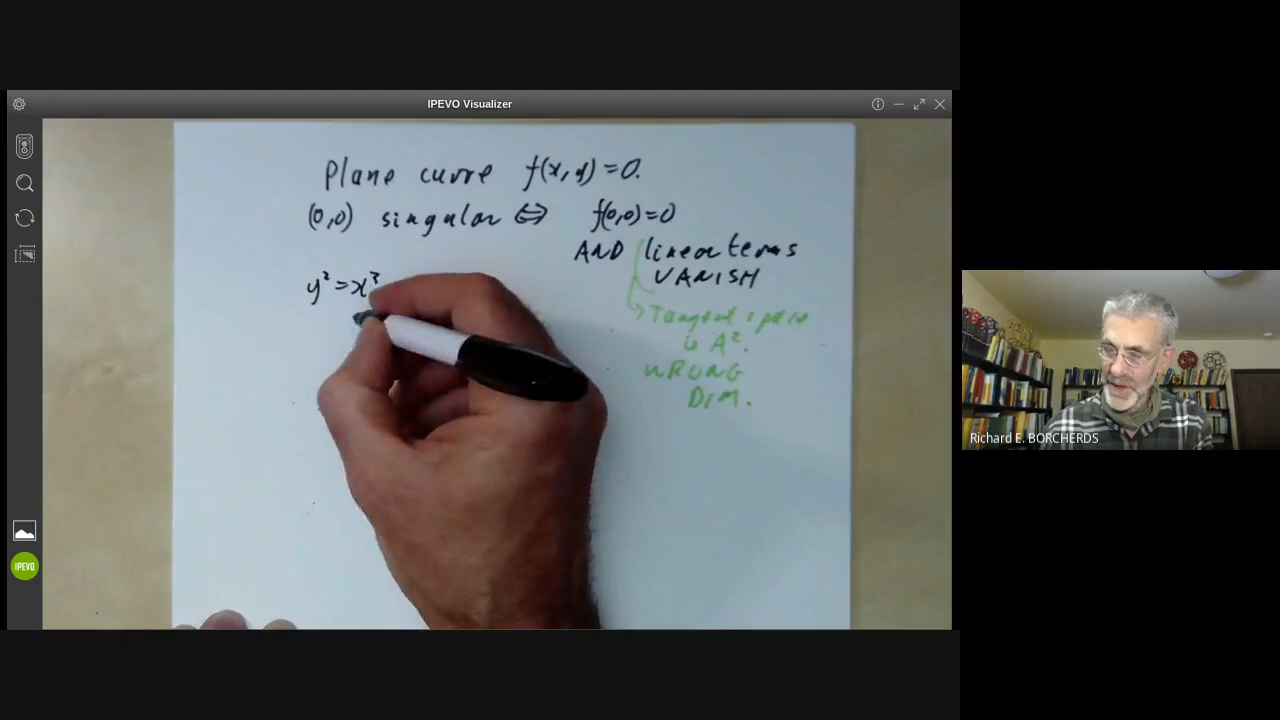 IPEVO Visualizer
Plane curve f(x,y)=0.
(0,0) singular ⇔ f(0,0)=0
AND linear terms
VANISH
y²=x³
Tangent space
is A².
WRONG
DIM.
IPEVO
Richard E. BORCHERDS